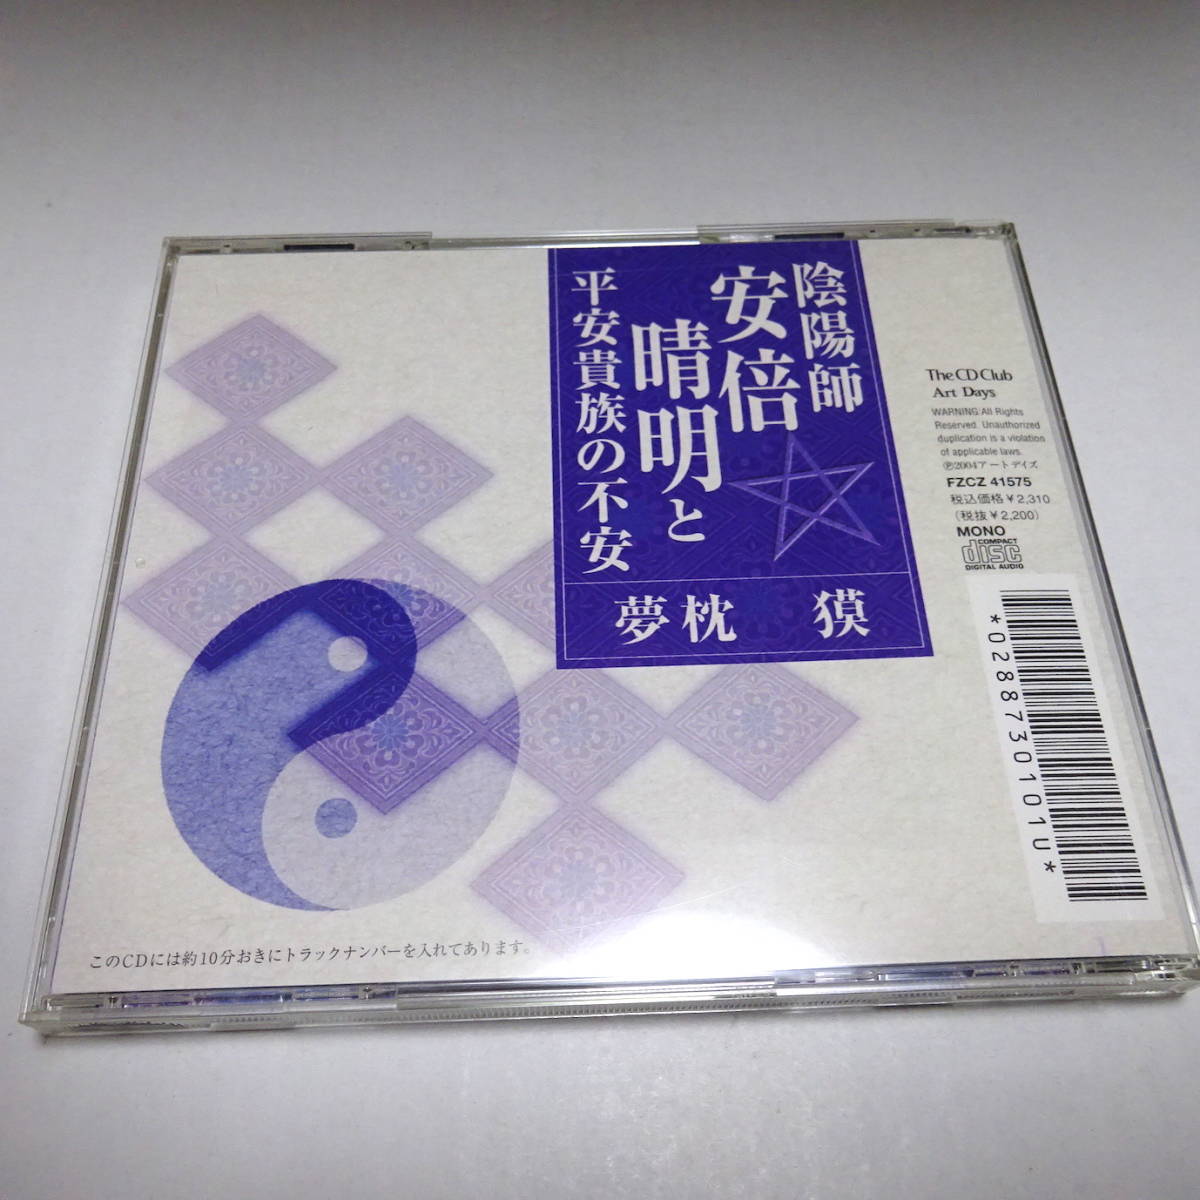 陰陽師
安倍
晴明と
平安貴族の不安
夢枕 獏
The CD Club
Art Days
WARNING:All Rights
Reserved. Unauthorized
duplication is a violation
of applicable laws.
Ⓟ2004アートデイズ
FZCZ 41575
税込価格¥2,310
(税抜¥2,200)
MONO
COMPACT
disc
DIGITAL AUDIO
*0288730101U*
このCDには約10分おきにトラックナンバーを入れてあります。